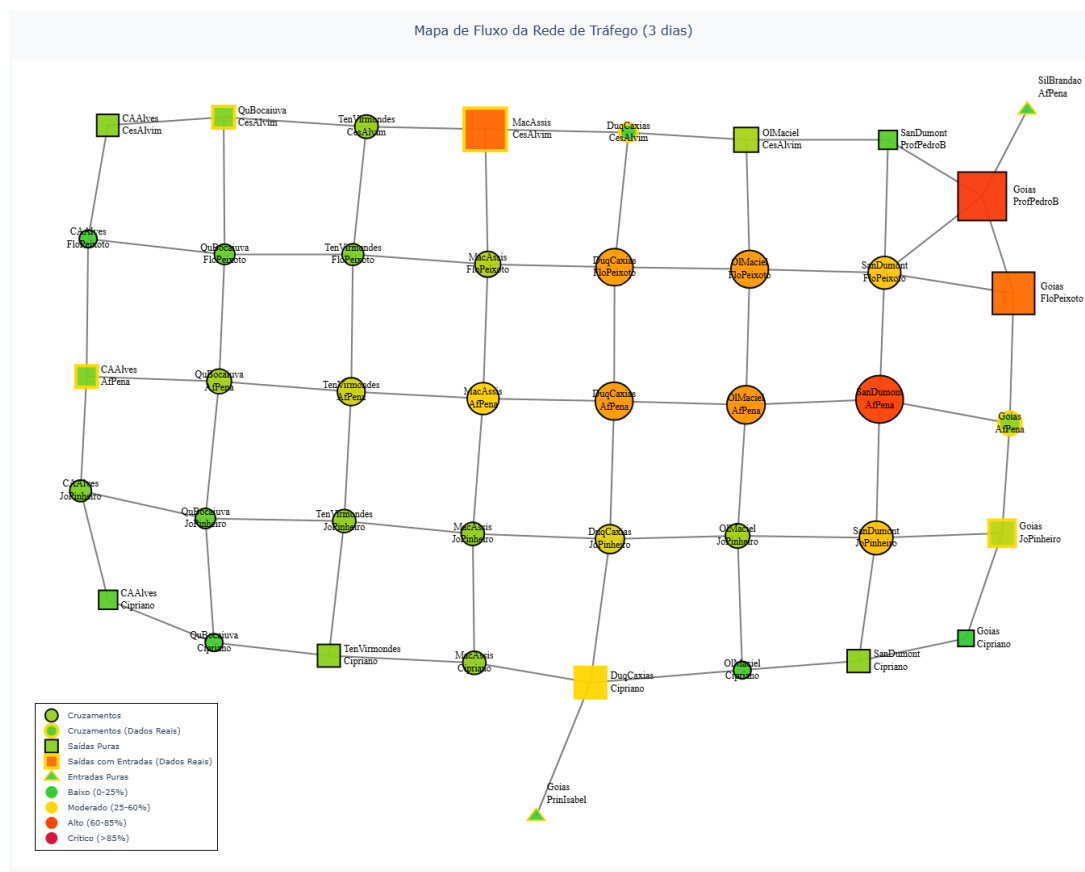 Mapa de Fluxo da Rede de Tráfego (3 dias)
SilBrandao
AfPena
CAAlves
CesAlvim
QuBocaiuva
CesAlvim
TenVirmondes
CesAlvim
MacAssis
CesAlvim
DuqCaxias
CesAlvim
OlMaciel
CesAlvim
SanDumont
ProfPedroB
Goias
ProfPedroB
CAAlves
FloPeixoto
QuBocaiuva
FloPeixoto
TenVirmondes
FloPeixoto
MacAssis
FloPeixoto
DuqCaxias
FloPeixoto
OlMaciel
FloPeixoto
SanDumont
FloPeixoto
Goias
FloPeixoto
CAAlves
AfPena
QuBocaiuva
AfPena
TenVirmondes
AfPena
MacAssis
AfPena
DuqCaxias
AfPena
OlMaciel
AfPena
SanDumont
AfPena
Goias
AfPena
CAAlves
JoPinheiro
QuBocaiuva
JoPinheiro
TenVirmondes
JoPinheiro
MacAssis
JoPinheiro
DuqCaxias
JoPinheiro
OlMaciel
JoPinheiro
SanDumont
JoPinheiro
Goias
JoPinheiro
CAAlves
Cipriano
QuBocaiuva
Cipriano
TenVirmondes
Cipriano
MacAssis
Cipriano
DuqCaxias
Cipriano
OlMaciel
Cipriano
SanDumont
Cipriano
Goias
Cipriano
Goias
PrinIsabel
Cruzamentos
Cruzamentos (Dados Reais)
Saídas Puras
Saídas com Entradas (Dados Reais)
Entradas Puras
Baixo (0-25%)
Moderado (25-60%)
Alto (60-85%)
Crítico (>85%)